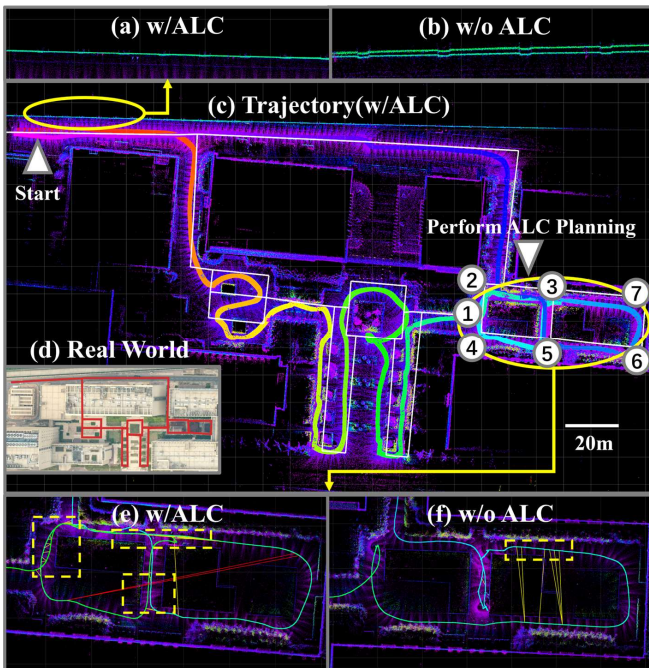 (a) w/ALC
(b) w/o ALC
(c) Trajectory(w/ALC)
Start
Perform ALC Planning
2
3
7
1
4
5
6
(d) Real World
20m
(e) w/ALC
(f) w/o ALC